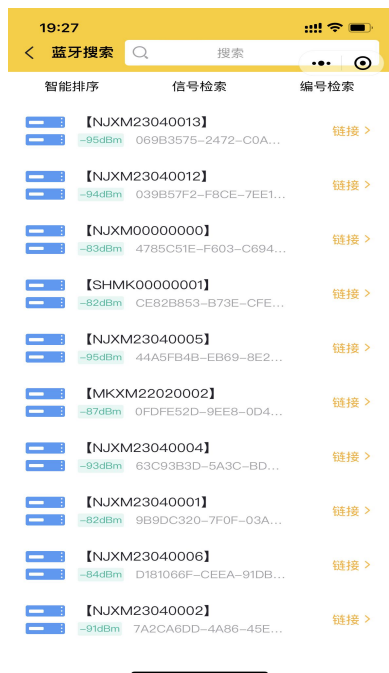 19:27
蓝牙搜索 搜索
智能排序 信号检索 编号检索
【NJXM23040013】
-95dBm 069B3575-2472-C0A... 链接 >
【NJXM23040012】
-94dBm 039B57F2-F8CE-7EE1... 链接 >
【NJXM00000000】
-83dBm 4785C51E-F603-C694... 链接 >
【SHMK00000001】
-82dBm CE82B853-B73E-CFE... 链接 >
【NJXM23040005】
-95dBm 44A5FB4B-EB69-8E2... 链接 >
【MKXM22020002】
-87dBm 0FDFE52D-9EE8-0D4... 链接 >
【NJXM23040004】
-93dBm 63C93B3D-5A3C-BD... 链接 >
【NJXM23040001】
-82dBm 9B9DC320-7F0F-03A... 链接 >
【NJXM23040006】
-84dBm D181066F-CEEA-91DB... 链接 >
【NJXM23040002】
-91dBm 7A2CA6DD-4A86-45E... 链接 >